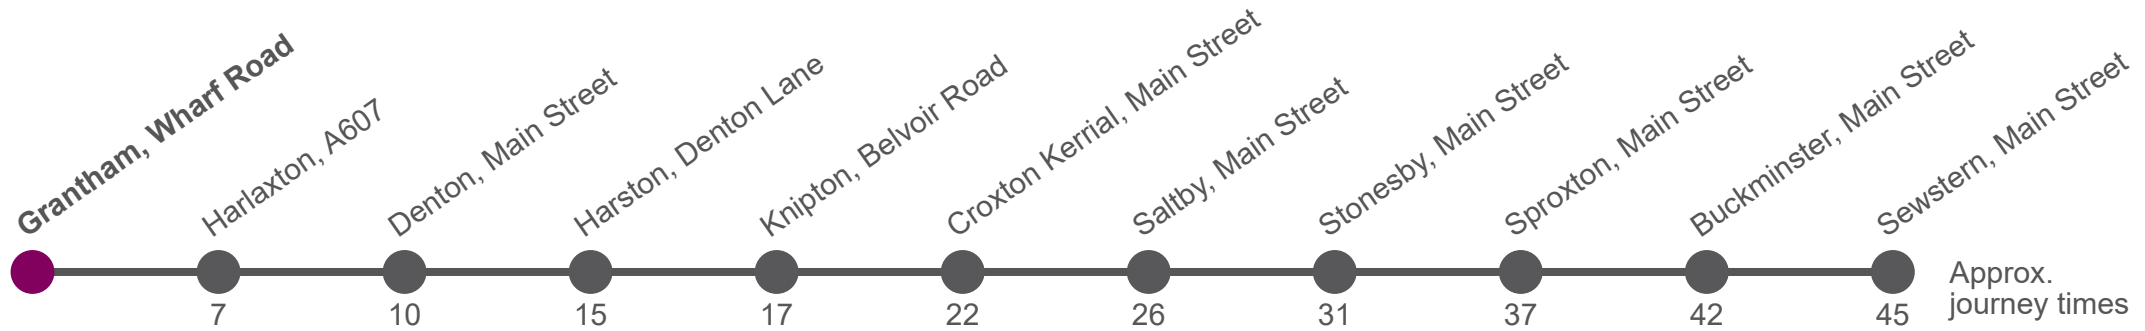 Grantham, Wharf Road
Harlaxton, A607
Denton, Main Street
Harston, Denton Lane
Knipton, Belvoir Road
Croxton Kerrial, Main Street
Saltby, Main Street
Stonesby, Main Street
Sproxton, Main Street
Buckminster, Main Street
Sewstern, Main Street
7
10
15
17
22
26
31
37
42
45
Approx.
journey times